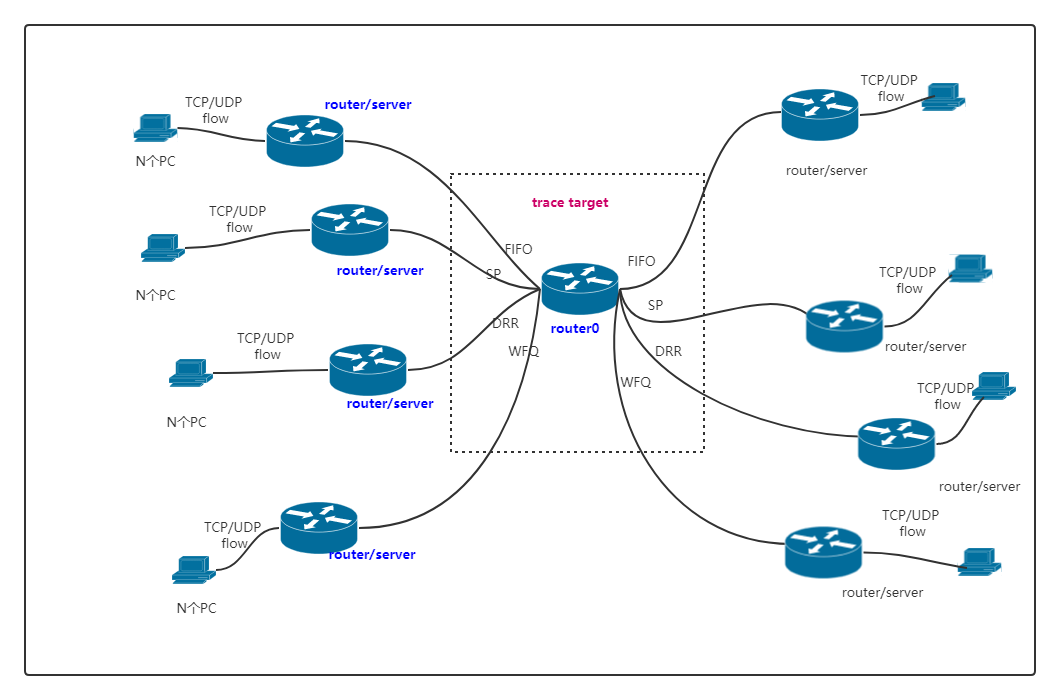 TCP/UDP
flow
router/server
N个PC
TCP/UDP
flow
router/server
N个PC
TCP/UDP
flow
router/server
N个PC
TCP/UDP
flow
router/server
N个PC
trace target
FIFO
SP
DRR
WFQ
router0
FIFO
SP
DRR
WFQ
TCP/UDP
flow
router/server
TCP/UDP
flow
router/server
TCP/UDP
flow
router/server
TCP/UDP
flow
router/server